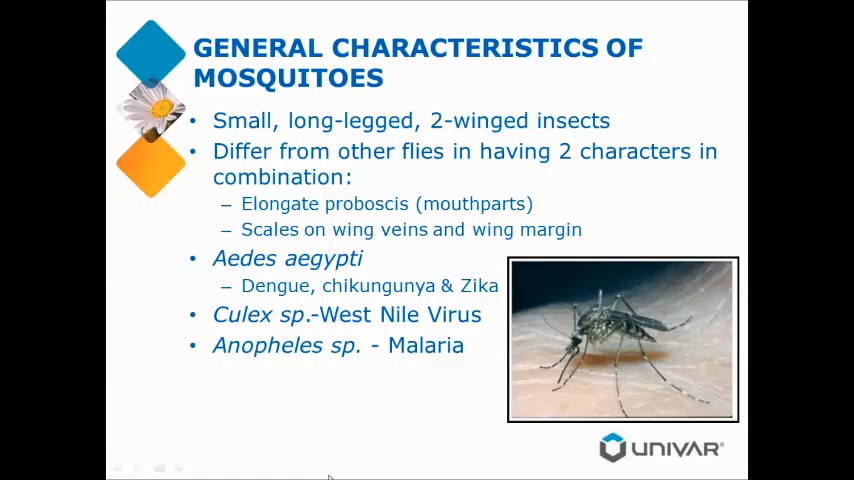 GENERAL CHARACTERISTICS OF
MOSQUITOES
• Small, long-legged, 2-winged insects
• Differ from other flies in having 2 characters in
combination:
– Elongate proboscis (mouthparts)
– Scales on wing veins and wing margin
• Aedes aegypti
– Dengue, chikungunya & Zika
• Culex sp.-West Nile Virus
• Anopheles sp. - Malaria
UNIVAR®